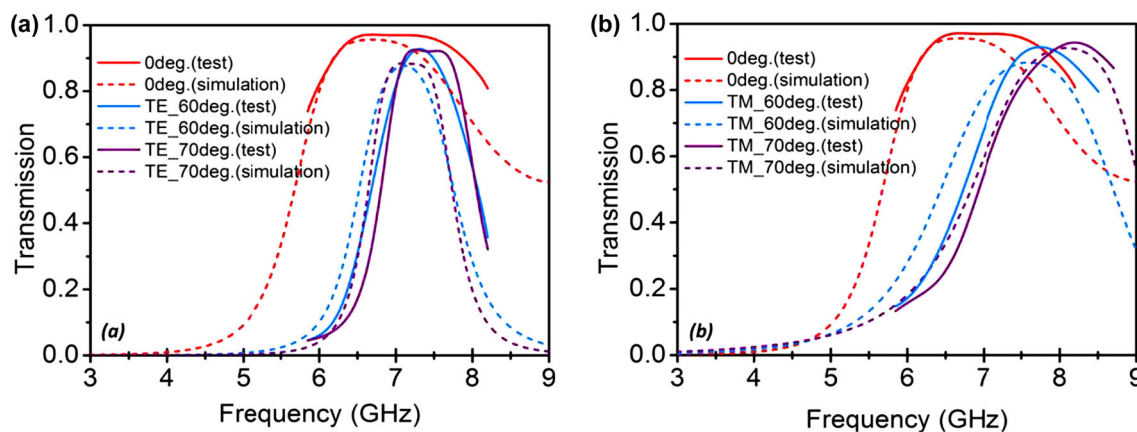 (a)
1.0
0.8
0.6
0.4
0.2
0.0
Transmission
0deg.(test)
0deg.(simulation)
TE_60deg.(test)
TE_60deg.(simulation)
TE_70deg.(test)
TE_70deg.(simulation)
(a)
3 4 5 6 7 8 9
Frequency (GHz)
(b)
1.0
0.8
0.6
0.4
0.2
0.0
Transmission
0deg.(test)
0deg.(simulation)
TM_60deg.(test)
TM_60deg.(simulation)
TM_70deg.(test)
TM_70deg.(simulation)
(b)
3 4 5 6 7 8 9
Frequency (GHz)